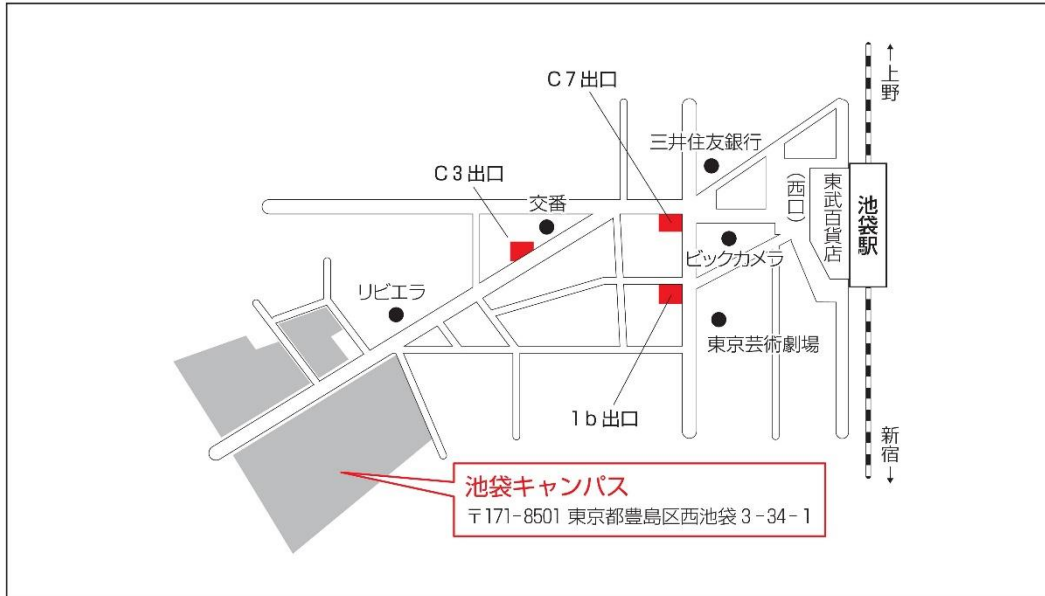 ↑上野
C7出口
三井住友銀行
C3出口
交番
(西口)
東武百貨店
池袋駅
ビックカメラ
リビエラ
東京芸術劇場
1b出口
新宿↓
池袋キャンパス
〒171-8501 東京都豊島区西池袋3-34-1